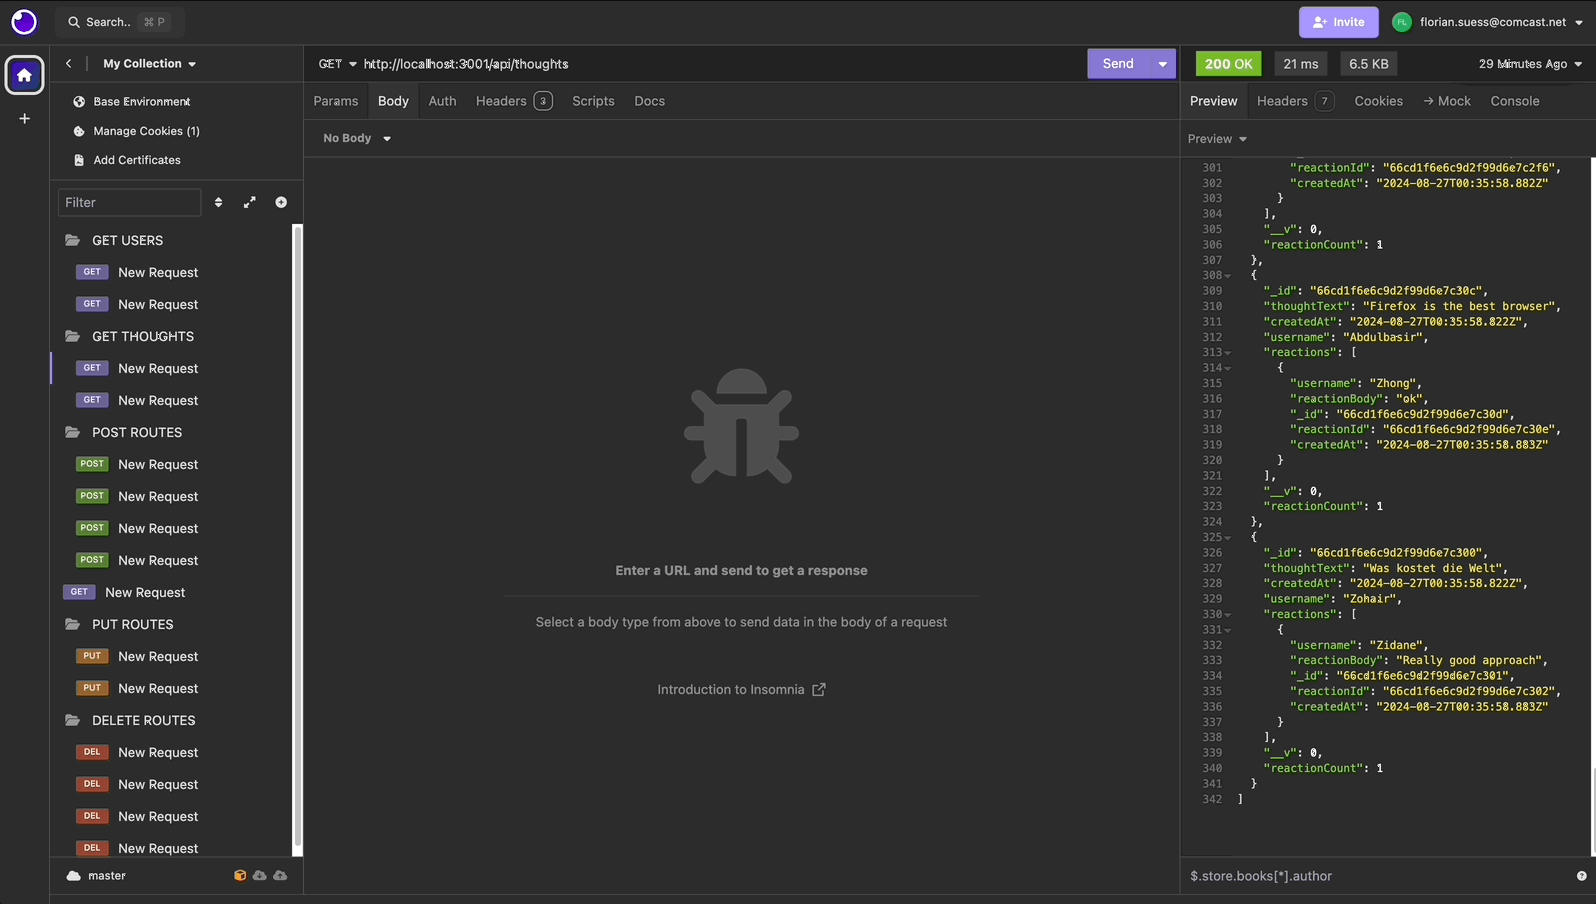 Search.. ⌘ P
Invite
FL florian.suess@comcast.net
My Collection
Base Environment
Manage Cookies (1)
Add Certificates
Filter
GET USERS
GET New Request
GET New Request
GET THOUGHTS
GET New Request
GET New Request
POST ROUTES
POST New Request
POST New Request
POST New Request
POST New Request
GET New Request
PUT ROUTES
PUT New Request
PUT New Request
DELETE ROUTES
DEL New Request
DEL New Request
DEL New Request
DEL New Request
master
GET http://localhost:3001/api/thoughts
Send
Params Body Auth Headers 3 Scripts Docs
No Body
Enter a URL and send to get a response
Select a body type from above to send data in the body of a request
Introduction to Insomnia
200 OK 21 ms 6.5 KB 29 Minutes Ago
Preview Headers 7 Cookies → Mock Console
Preview
301 "reactionId": "66cd1f6e6c9d2f99d6e7c2f6",
302 "createdAt": "2024-08-27T00:35:58.882Z"
303 }
304 ],
305 "__v": 0,
306 "reactionCount": 1
307 },
308 {
309 "_id": "66cd1f6e6c9d2f99d6e7c30c",
310 "thoughtText": "Firefox is the best browser",
311 "createdAt": "2024-08-27T00:35:58.822Z",
312 "username": "Abdulbasir",
313 "reactions": [
314 {
315 "username": "Zhong",
316 "reactionBody": "ok",
317 "_id": "66cd1f6e6c9d2f99d6e7c30d",
318 "reactionId": "66cd1f6e6c9d2f99d6e7c30e",
319 "createdAt": "2024-08-27T00:35:58.883Z"
320 }
321 ],
322 "__v": 0,
323 "reactionCount": 1
324 },
325 {
326 "_id": "66cd1f6e6c9d2f99d6e7c300",
327 "thoughtText": "Was kostet die Welt",
328 "createdAt": "2024-08-27T00:35:58.822Z",
329 "username": "Zohair",
330 "reactions": [
331 {
332 "username": "Zidane",
333 "reactionBody": "Really good approach",
334 "_id": "66cd1f6e6c9d2f99d6e7c301",
335 "reactionId": "66cd1f6e6c9d2f99d6e7c302",
336 "createdAt": "2024-08-27T00:35:58.883Z"
337 }
338 ],
339 "__v": 0,
340 "reactionCount": 1
341 }
342 ]
$.store.books[*].author